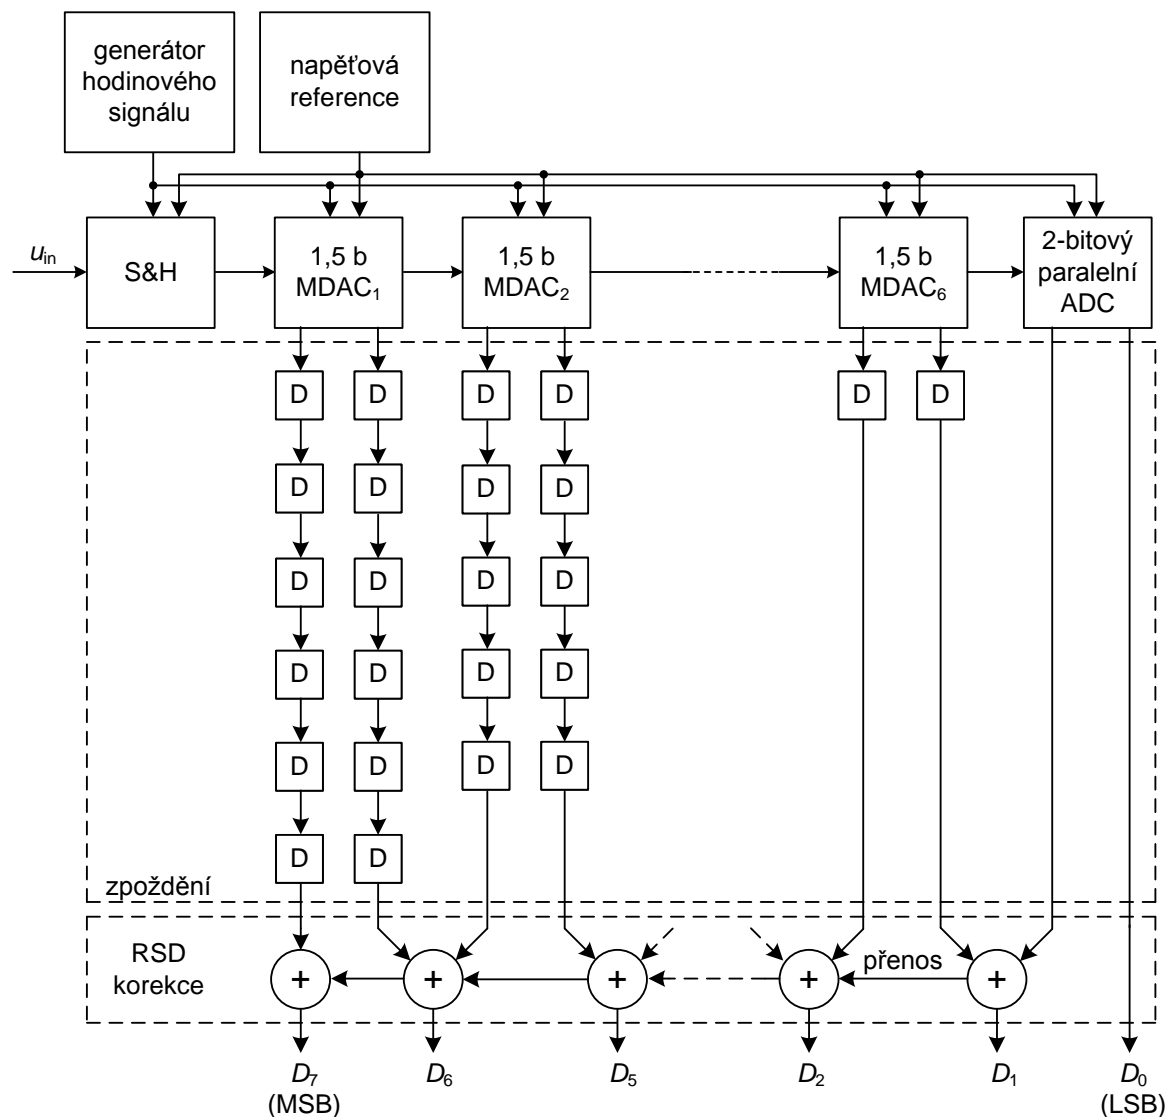 generátor
hodinového
signálu
napěťová
reference
u_in
S&H
1,5 b
MDAC₁
1,5 b
MDAC₂
1,5 b
MDAC₆
2-bitový
paralelní
ADC
D D D D D D
D D D D
D D D D
D D D D
D D D D
D D
zpoždění
RSD
korekce
+ + + + +
přenos
D₇
(MSB)
D₆
D₅
D₂
D₁
D₀
(LSB)